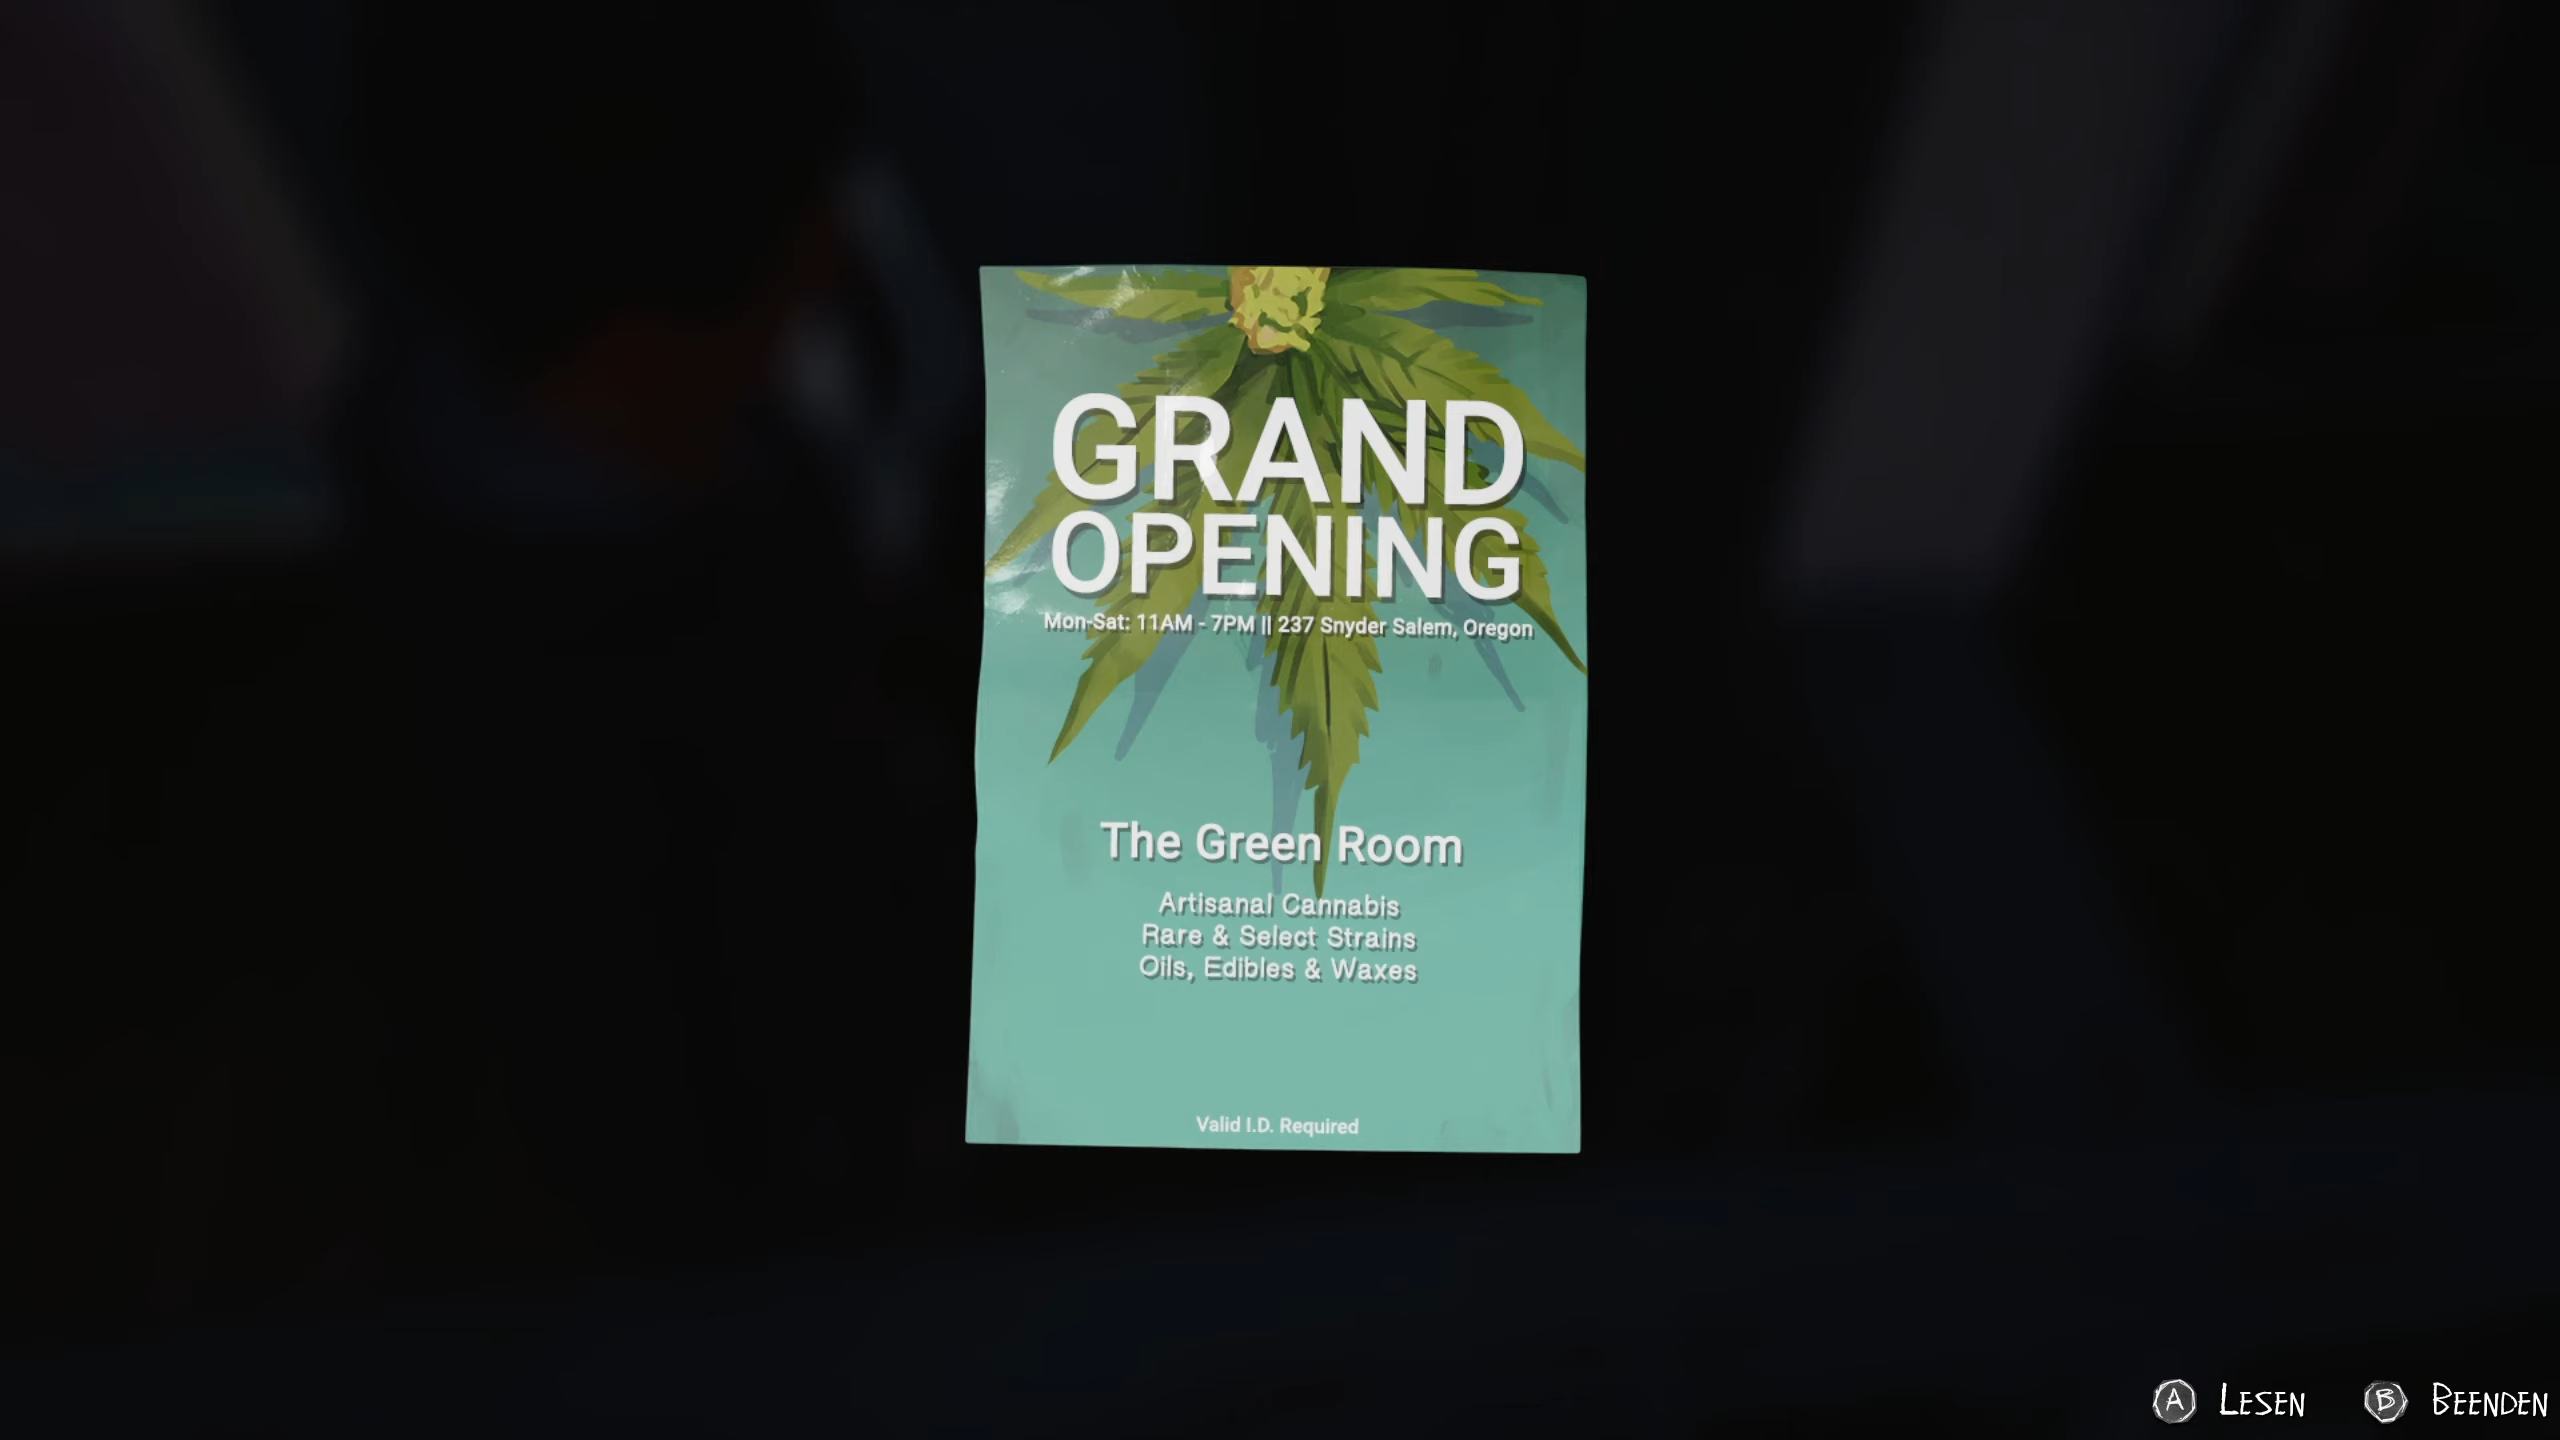 GRAND
OPENING
Mon-Sat: 11AM - 7PM || 237 Snyder Salem, Oregon
The Green Room
Artisanal Cannabis
Rare & Select Strains
Oils, Edibles & Waxes
Valid I.D. Required
A LESEN B BEENDEN